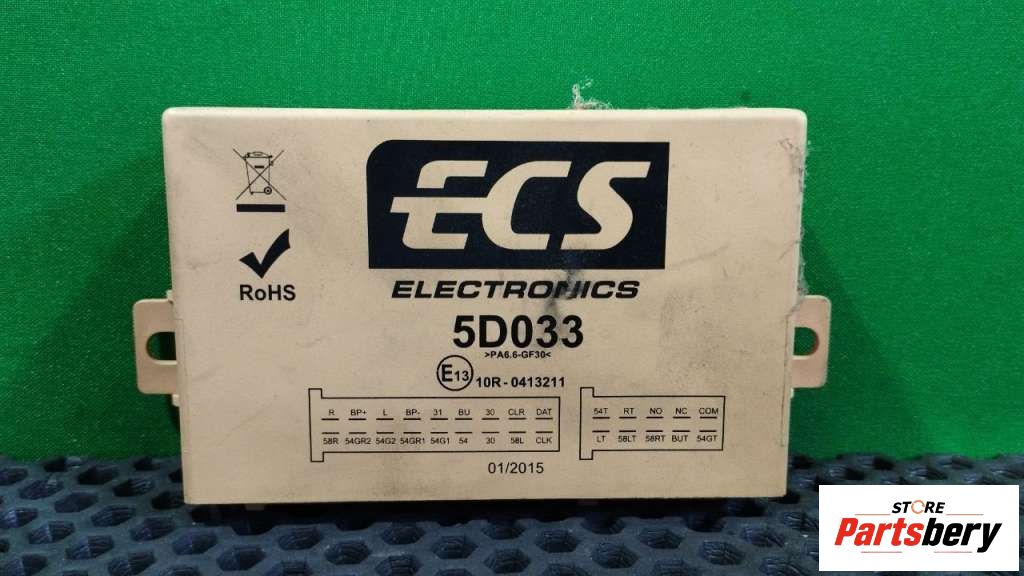 ECS
ELECTRONICS
RoHS
5D033
>PA6.6-GF30<
E13 10R-0413211
R BP+ L BP- 31 BU 30 CLR DAT
58R 54GR2 54G2 54GR1 54G1 54 30 58L CLK
54T RT NO NC COM
LT 58LT 58RT BUT 54GT
01/2015
STORE
Partsbery